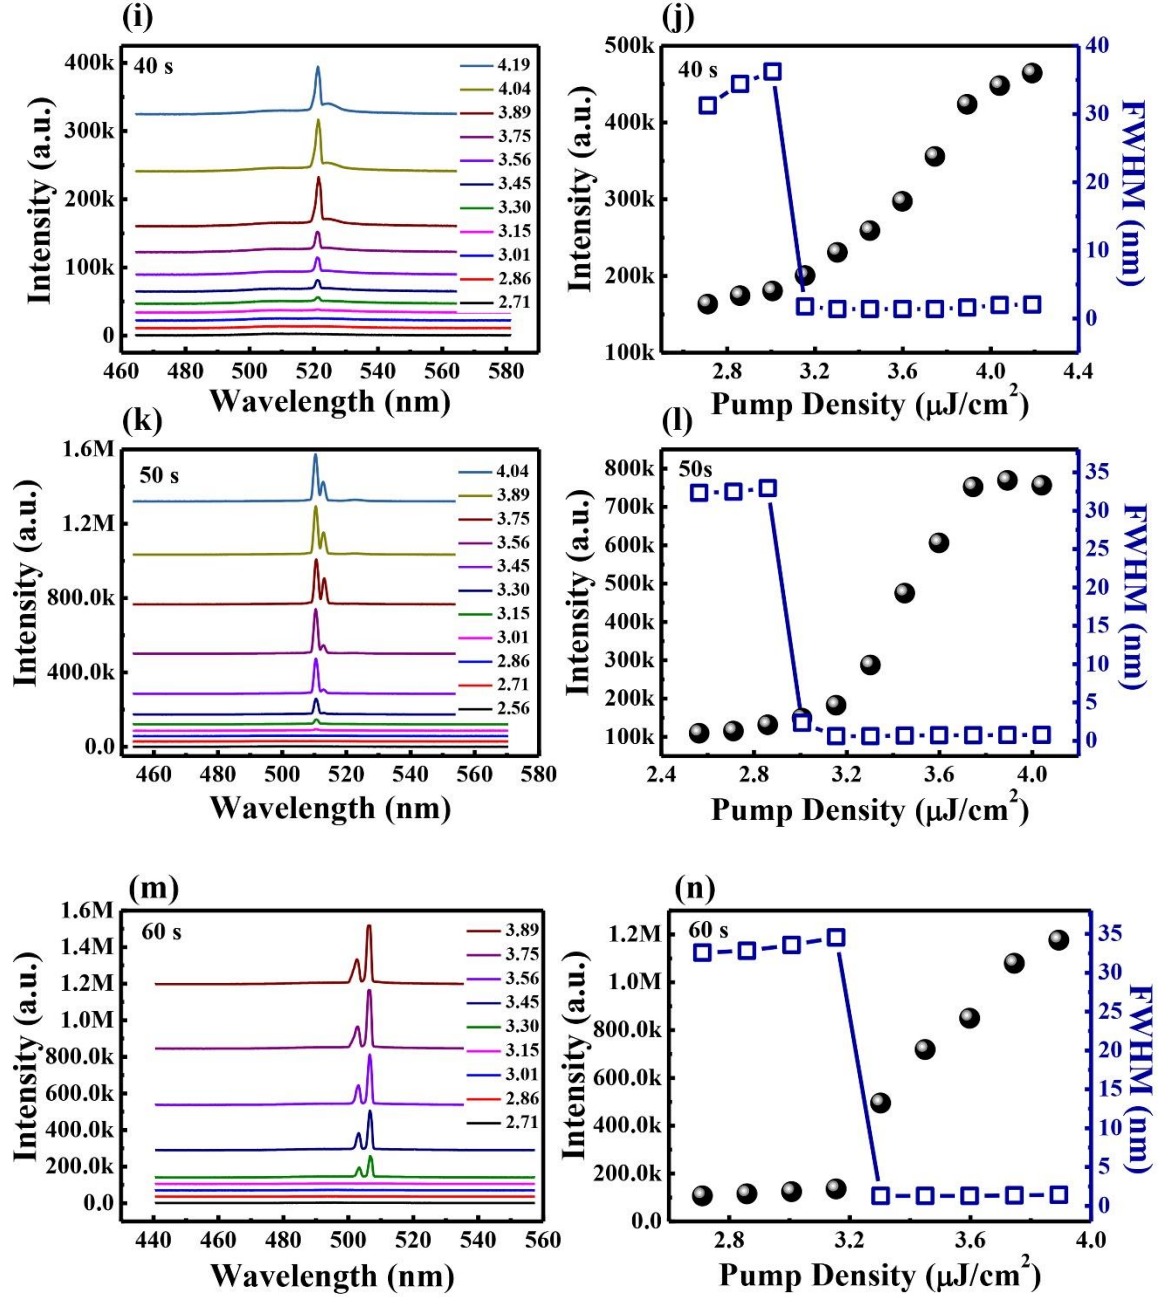 (i)
40 s
400k
300k
200k
100k
0
Intensity (a.u.)
4.19
4.04
3.89
3.75
3.56
3.45
3.30
3.15
3.01
2.86
2.71
460 480 500 520 540 560 580
Wavelength (nm)
(j)
40 s
500k
400k
300k
200k
100k
Intensity (a.u.)
40
30
20
10
0
FWHM (nm)
2.8 3.2 3.6 4.0 4.4
Pump Density (μJ/cm²)
(k)
50 s
1.6M
1.2M
800.0k
400.0k
0.0
Intensity (a.u.)
4.04
3.89
3.75
3.56
3.45
3.30
3.15
3.01
2.86
2.71
2.56
460 480 500 520 540 560 580
Wavelength (nm)
(l)
50s
800k
700k
600k
500k
400k
300k
200k
100k
Intensity (a.u.)
35
30
25
20
15
10
5
0
FWHM (nm)
2.4 2.8 3.2 3.6 4.0
Pump Density (μJ/cm²)
(m)
60 s
1.6M
1.4M
1.2M
1.0M
800.0k
600.0k
400.0k
200.0k
0.0
Intensity (a.u.)
3.89
3.75
3.56
3.45
3.30
3.15
3.01
2.86
2.71
440 460 480 500 520 540 560
Wavelength (nm)
(n)
60 s
1.2M
1.0M
800.0k
600.0k
400.0k
200.0k
0.0
Intensity (a.u.)
35
30
25
20
15
10
5
0
FWHM (nm)
2.8 3.2 3.6 4.0
Pump Density (μJ/cm²)